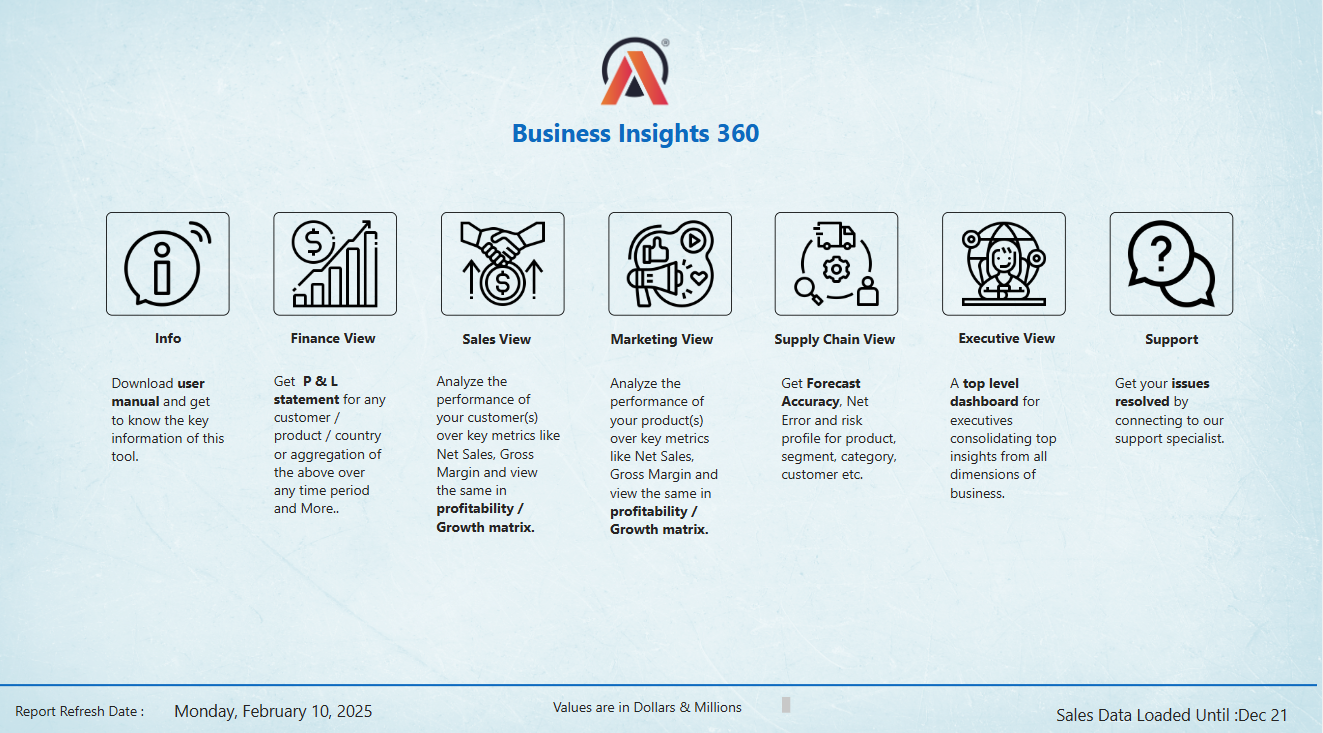 ®
Business Insights 360
Info
Download user
manual and get
to know the key
information of this
tool.
Finance View
Get P & L
statement for any
customer /
product / country
or aggregation of
the above over
any time period
and More..
Sales View
Analyze the
performance of
your customer(s)
over key metrics like
Net Sales, Gross
Margin and view
the same in
profitability /
Growth matrix.
Marketing View
Analyze the
performance of
your product(s)
over key metrics
like Net Sales,
Gross Margin and
view the same in
profitability /
Growth matrix.
Supply Chain View
Get Forecast
Accuracy, Net
Error and risk
profile for product,
segment, category,
customer etc.
Executive View
A top level
dashboard for
executives
consolidating top
insights from all
dimensions of
business.
Support
Get your issues
resolved by
connecting to our
support specialist.
Report Refresh Date : Monday, February 10, 2025
Values are in Dollars & Millions
Sales Data Loaded Until :Dec 21